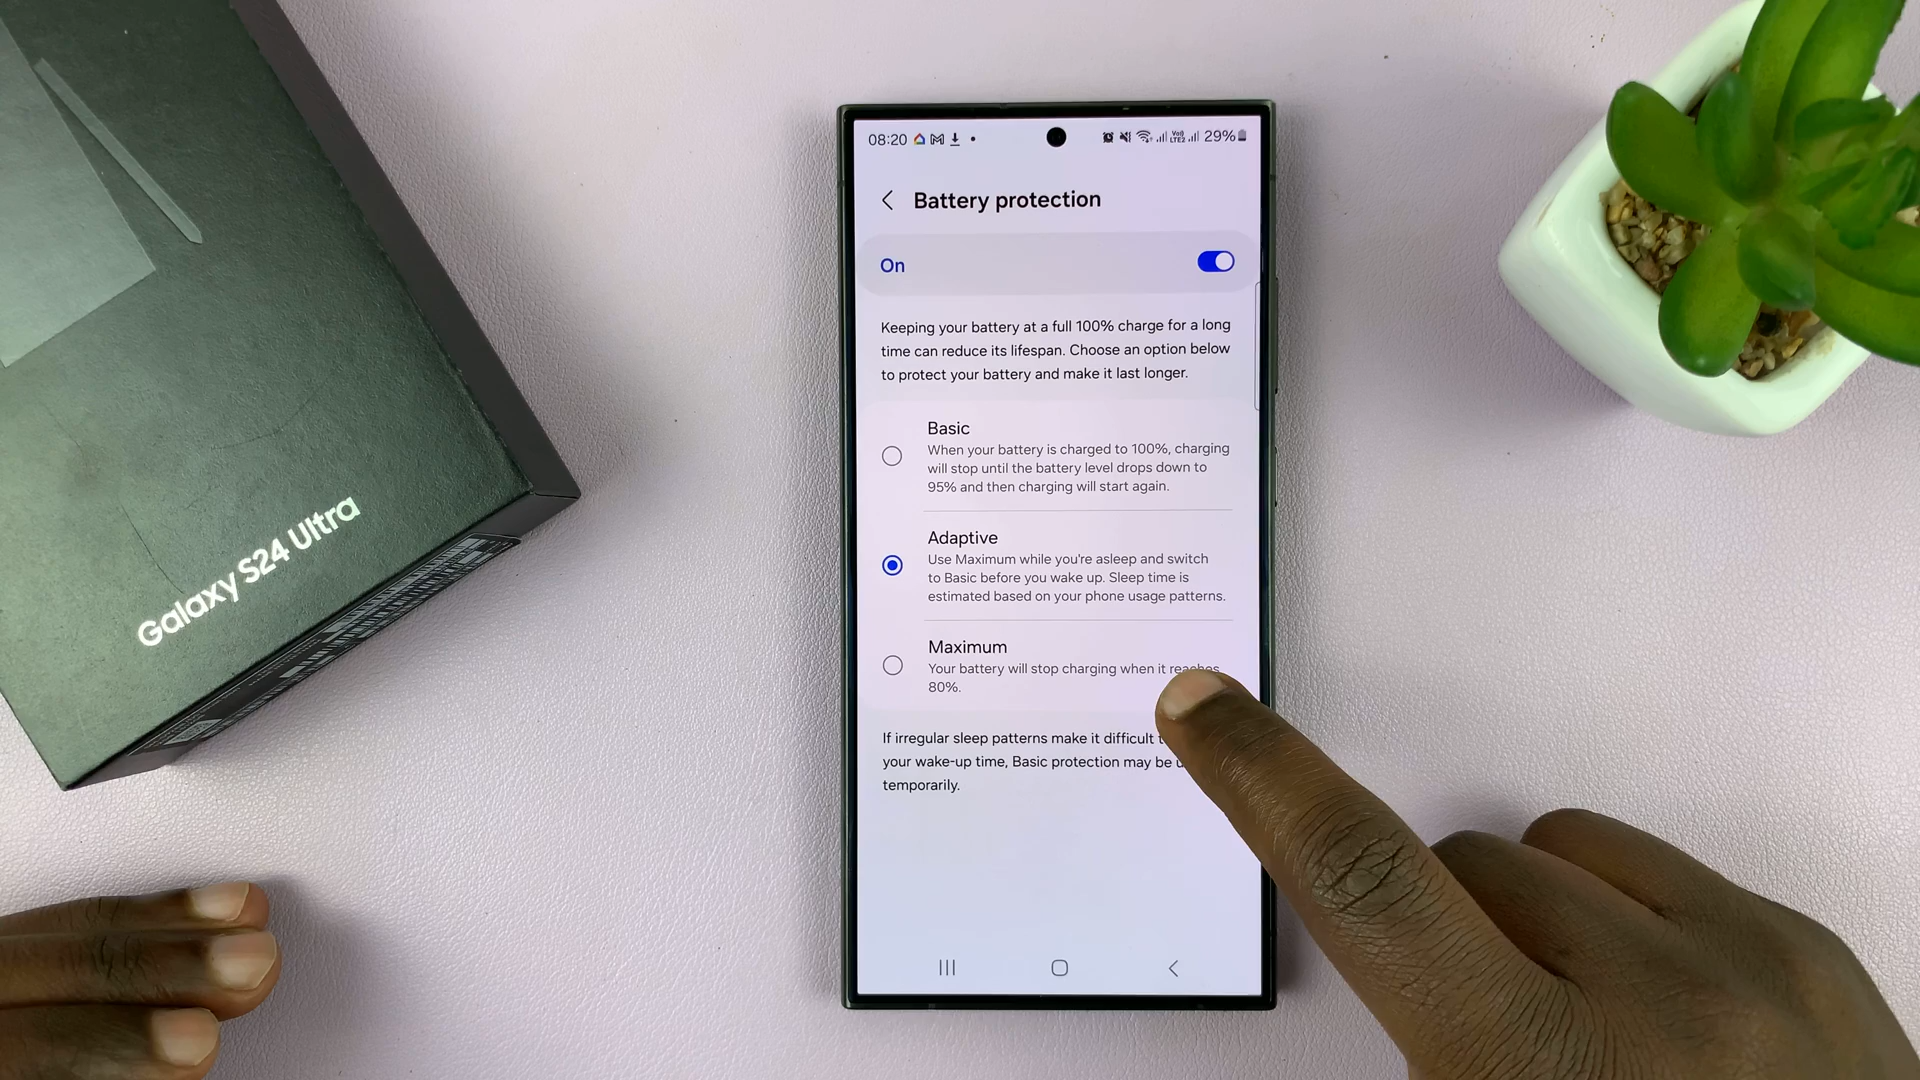 Galaxy S24 Ultra
08:20
29%
Battery protection
On
Keeping your battery at a full 100% charge for a long
time can reduce its lifespan. Choose an option below
to protect your battery and make it last longer.
Basic
When your battery is charged to 100%, charging
will stop until the battery level drops down to
95% and then charging will start again.
Adaptive
Use Maximum while you're asleep and switch
to Basic before you wake up. Sleep time is
estimated based on your phone usage patterns.
Maximum
Your battery will stop charging when it reaches
80%.
If irregular sleep patterns make it difficult
your wake-up time, Basic protection may be
temporarily.